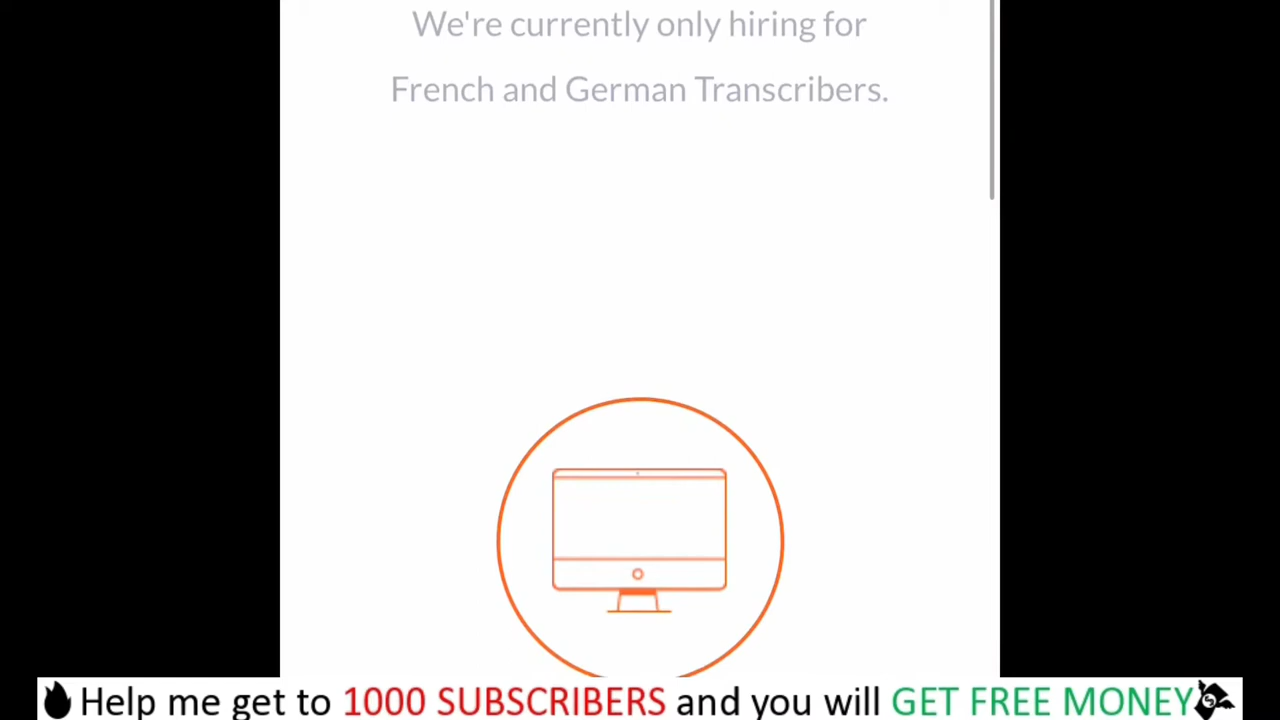 We're currently only hiring for
French and German Transcribers.
Help me get to 1000 SUBSCRIBERS and you will GET FREE MONEY